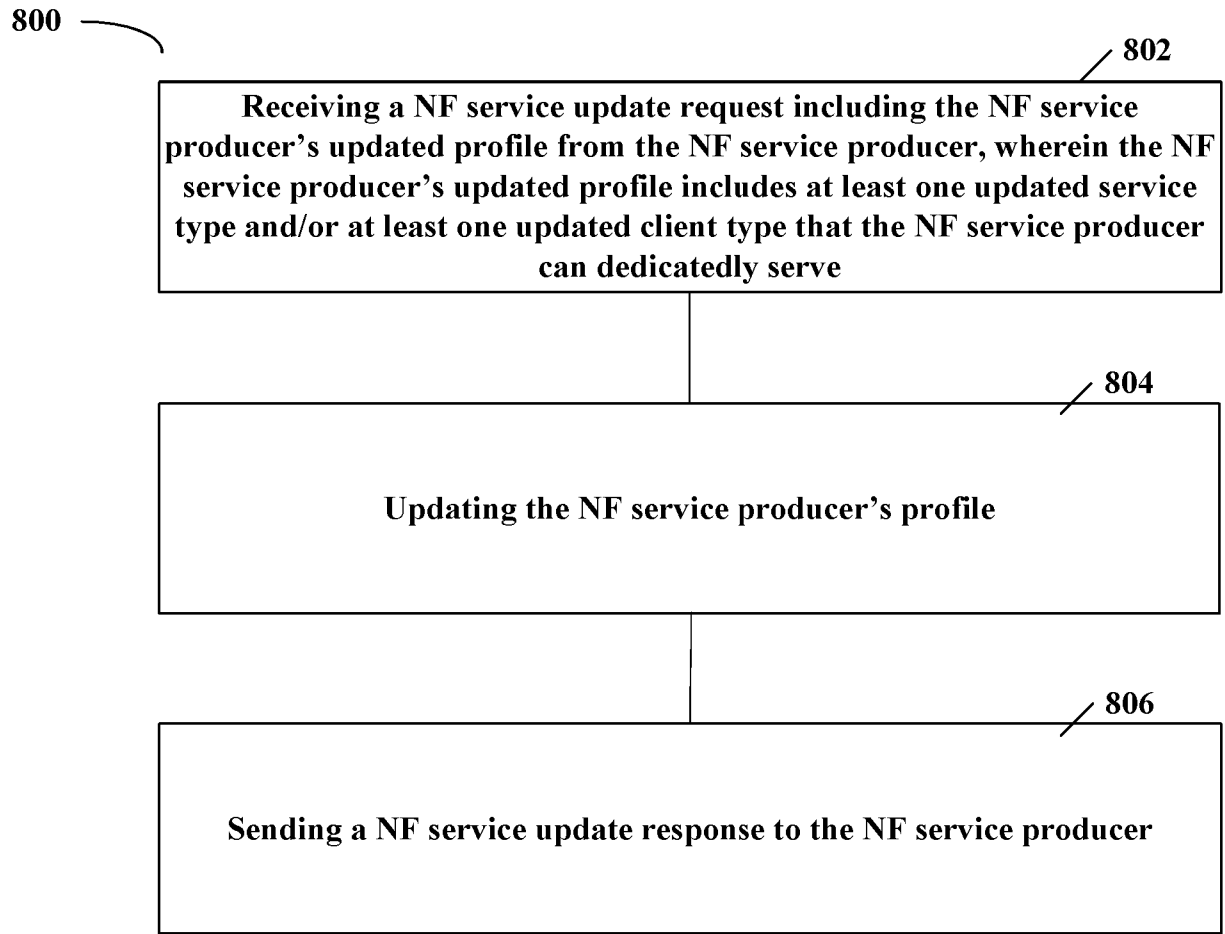 800
802
Receiving a NF service update request including the NF service
producer’s updated profile from the NF service producer, wherein the NF
service producer’s updated profile includes at least one updated service
type and/or at least one updated client type that the NF service producer
can dedicatedly serve
804
Updating the NF service producer’s profile
806
Sending a NF service update response to the NF service producer